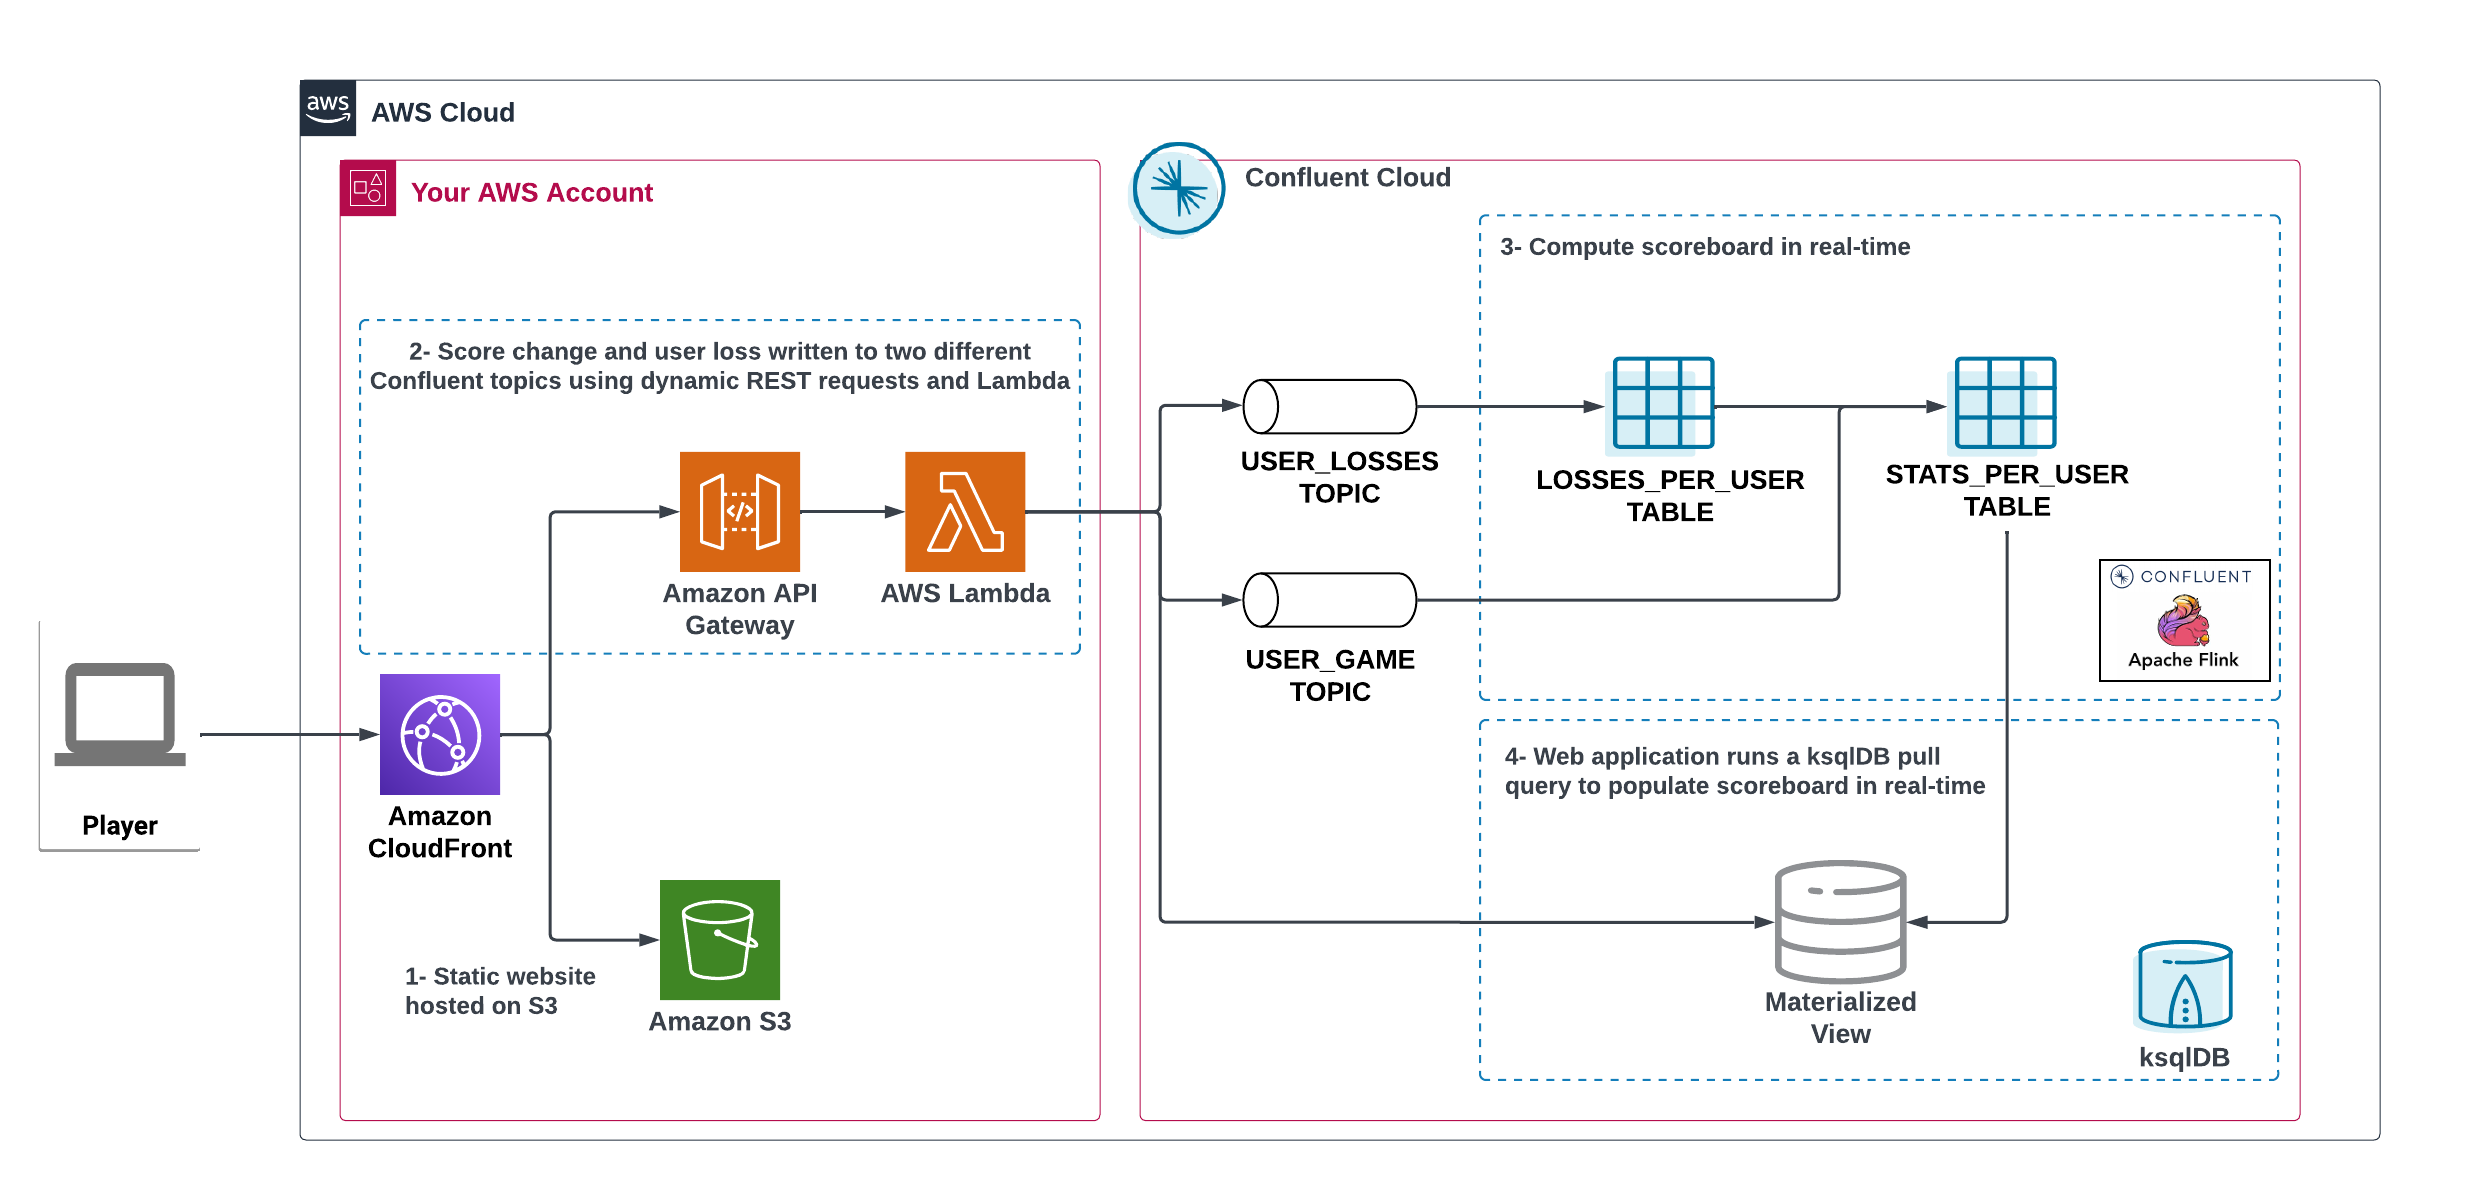 aws
AWS Cloud
Your AWS Account
Confluent Cloud
3- Compute scoreboard in real-time
2- Score change and user loss written to two different
Confluent topics using dynamic REST requests and Lambda
USER_LOSSES
TOPIC
LOSSES_PER_USER
TABLE
STATS_PER_USER
TABLE
</>
Amazon API
Gateway
AWS Lambda
CONFLUENT
Apache Flink
USER_GAME
TOPIC
Player
Amazon
CloudFront
4- Web application runs a ksqlDB pull
query to populate scoreboard in real-time
1- Static website
hosted on S3
Amazon S3
Materialized
View
ksqlDB